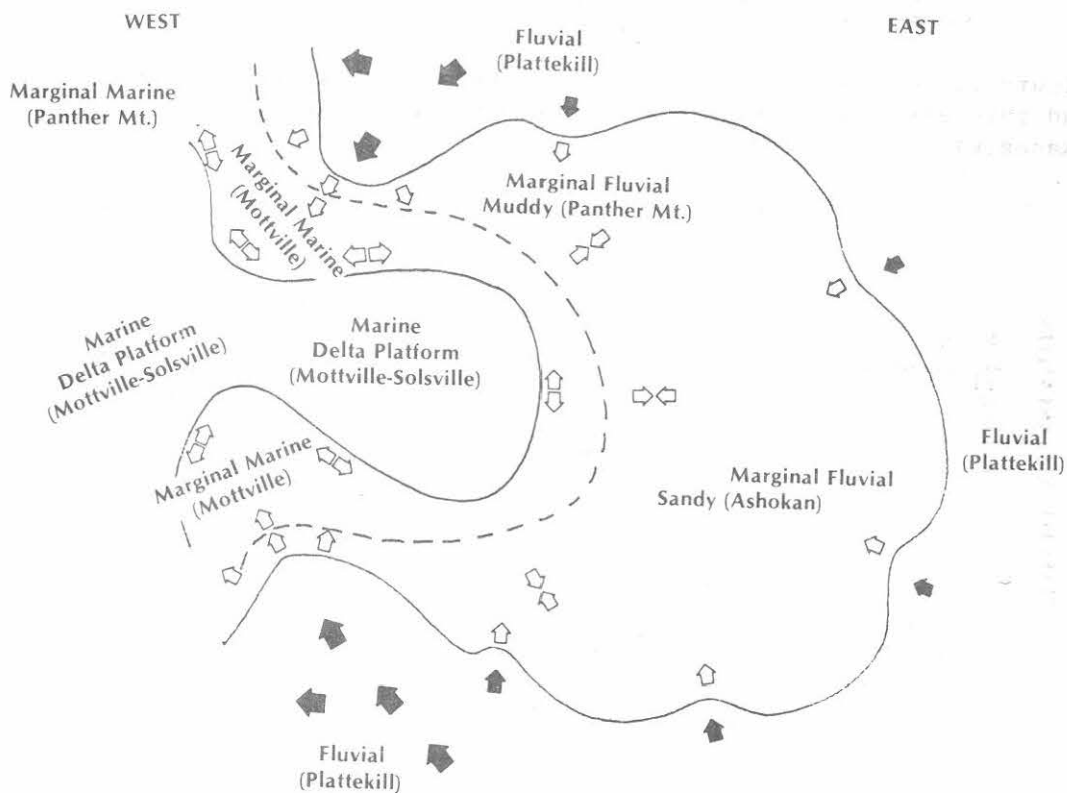 WEST
EAST
Fluvial
(Plattekill)
Marginal Marine
(Panther Mt.)
Marginal Marine
(Mottville)
Marginal Fluvial
Muddy (Panther Mt.)
Marine
Delta Platform
(Mottville-Solsville)
Marine
Delta Platform
(Mottville-Solsville)
Marginal Marine
(Mottville)
Marginal Fluvial
Sandy (Ashokan)
Fluvial
(Plattekill)
Fluvial
(Plattekill)